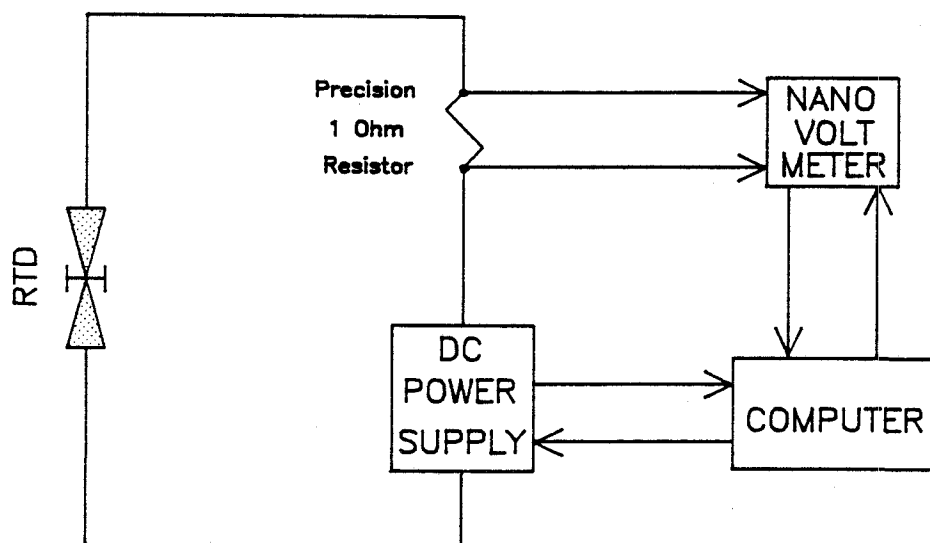 Precision
1 Ohm
Resistor
NANO
VOLT
METER
RTD
DC
POWER
SUPPLY
COMPUTER